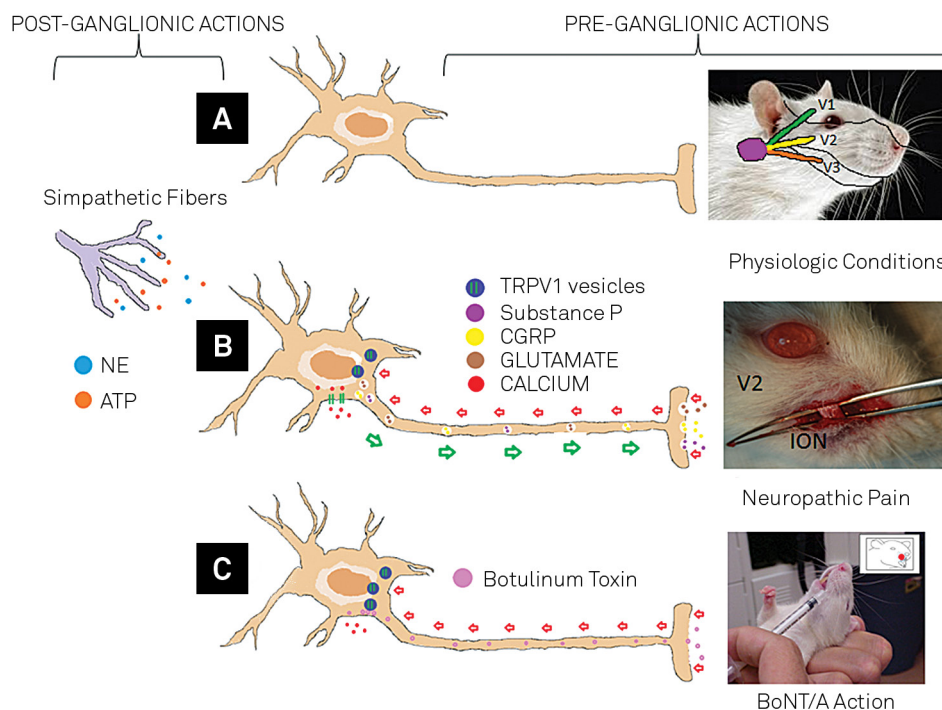 POST-GANGLIONIC ACTIONS
PRE-GANGLIONIC ACTIONS
A
V1
V2
V3
Simpathetic Fibers
Physiologic Conditions
B
TRPV1 vesicles
Substance P
CGRP
GLUTAMATE
CALCIUM
NE
ATP
V2
ION
Neuropathic Pain
C
Botulinum Toxin
BoNT/A Action